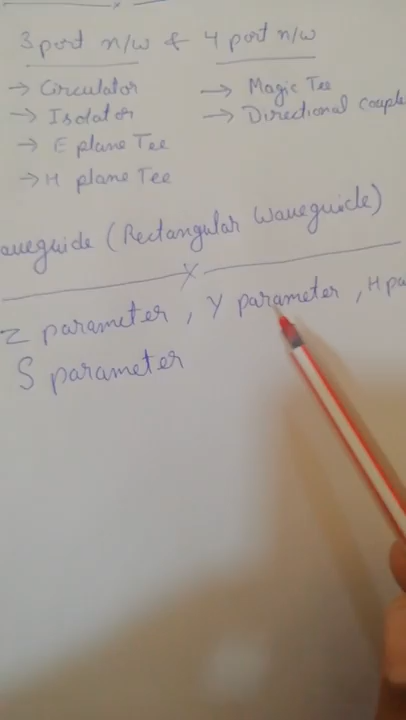 3 port n/w & 4 port n/w
→ Circulator → Magic Tee
→ Isolator → Directional couple
→ E plane Tee
→ H plane Tee
aveguide (Rectangular Waveguide)
X
Z parameter, Y parameter, H pa
S parameter